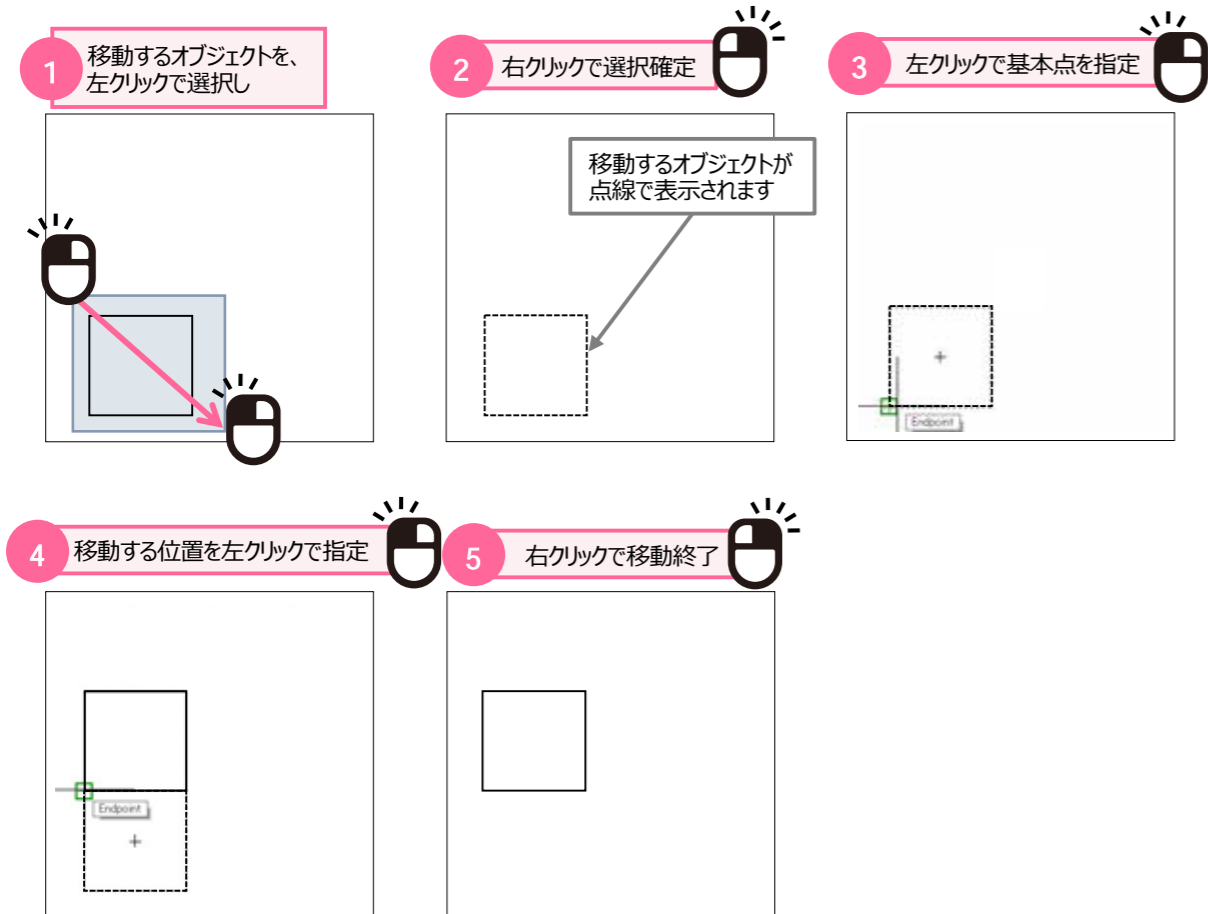 1
移動するオブジェクトを、
左クリックで選択し
2
右クリックで選択確定
3
左クリックで基本点を指定
移動するオブジェクトが
点線で表示されます
Endpoint
4
移動する位置を左クリックで指定
5
右クリックで移動終了
Endpoint